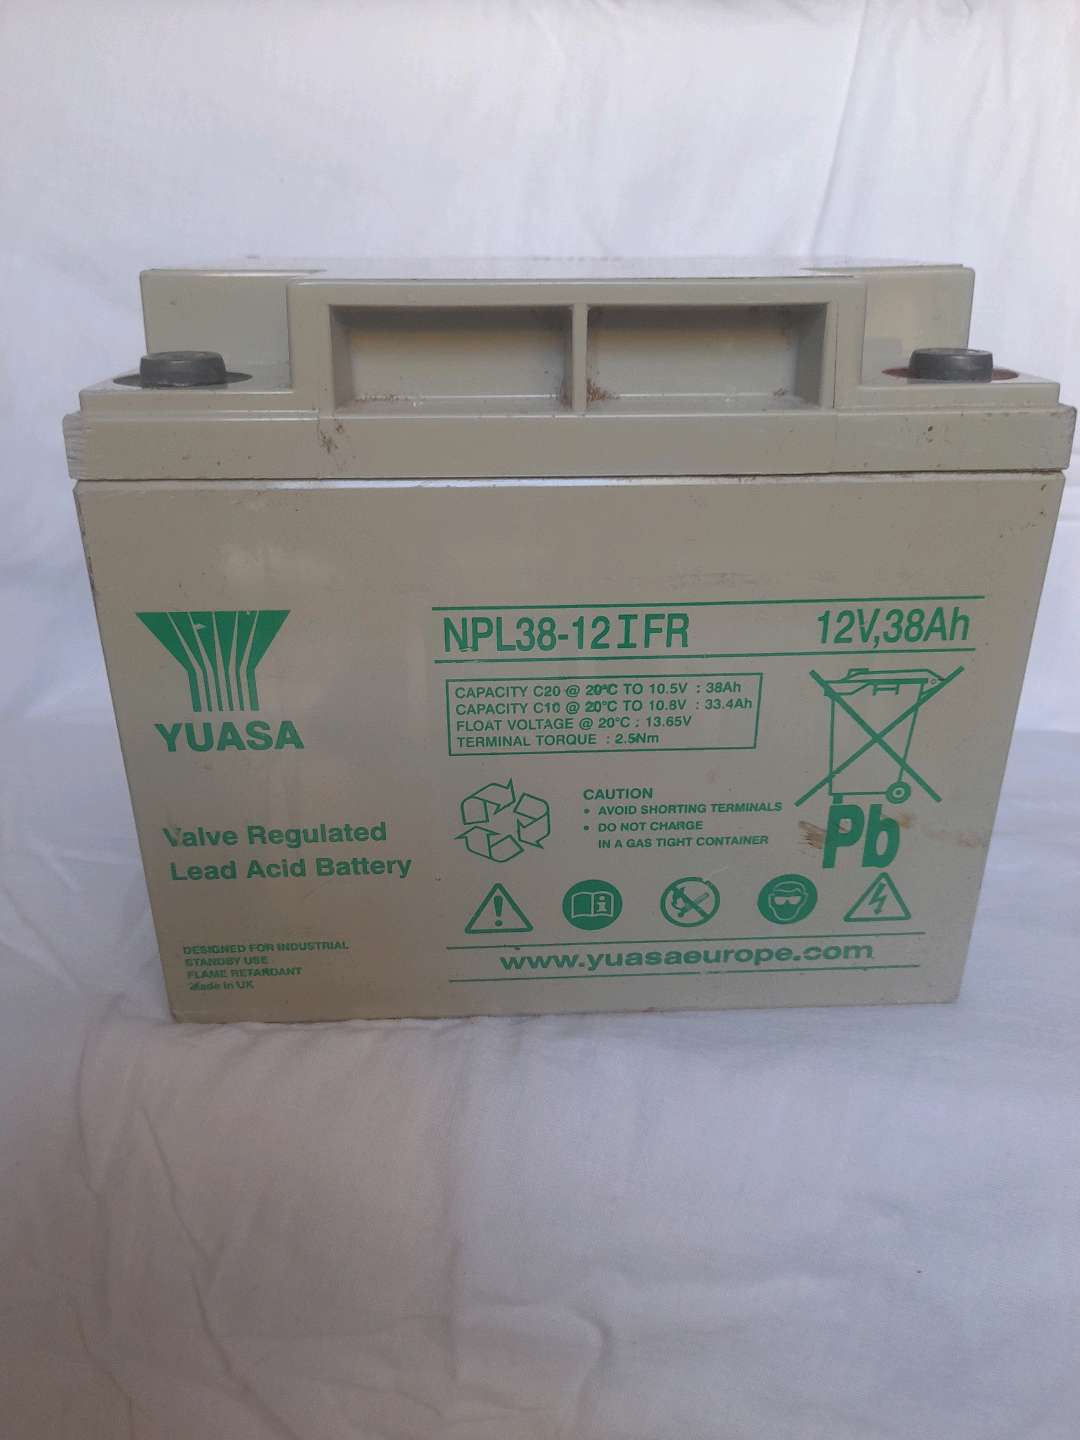 YUASA
Valve Regulated
Lead Acid Battery
DESIGNED FOR INDUSTRIAL
STANDBY USE
FLAME RETARDANT
Made in UK
NPL38-12IFR 12V,38Ah
CAPACITY C20 @ 20°C TO 10.5V : 38Ah
CAPACITY C10 @ 20°C TO 10.8V : 33.4Ah
FLOAT VOLTAGE @ 20°C : 13.65V
TERMINAL TORQUE : 2.5Nm
CAUTION
• AVOID SHORTING TERMINALS
• DO NOT CHARGE
IN A GAS TIGHT CONTAINER
Pb
www.yuasaeurope.com